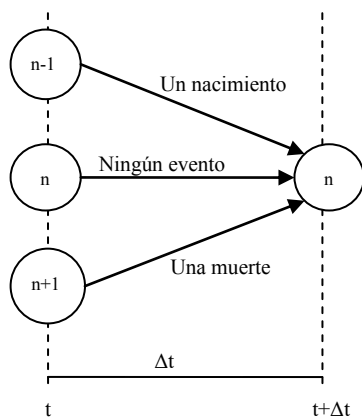 n-1
Un nacimiento
n
Ningún evento
n
n+1
Una muerte
Δt
t
t+Δt